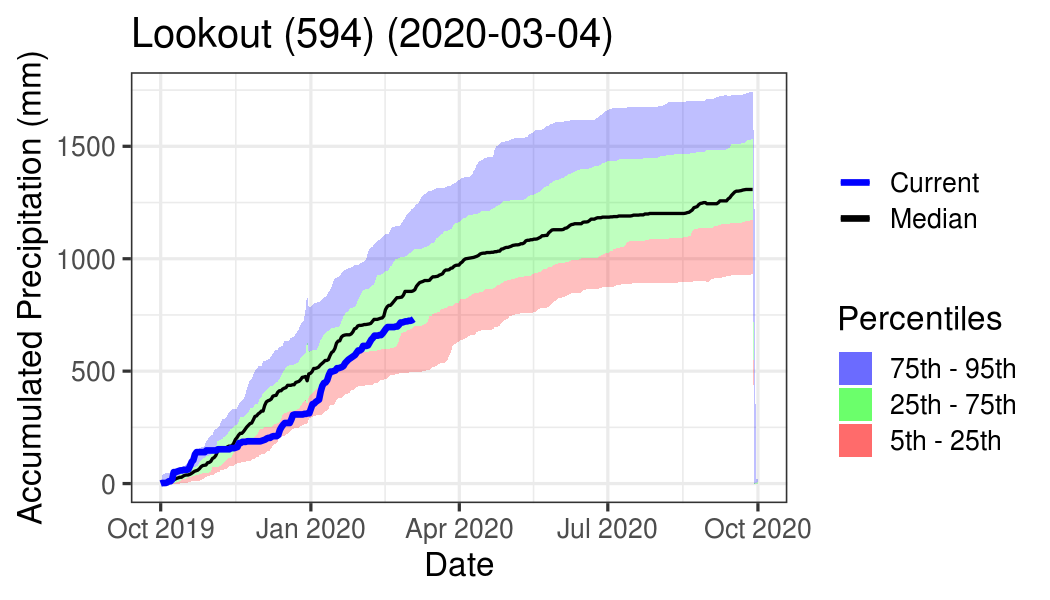 Lookout (594) (2020-03-04)
Accumulated Precipitation (mm)
1500
1000
500
0
Oct 2019
Jan 2020
Apr 2020
Jul 2020
Oct 2020
Date
Current
Median
Percentiles
75th - 95th
25th - 75th
5th - 25th